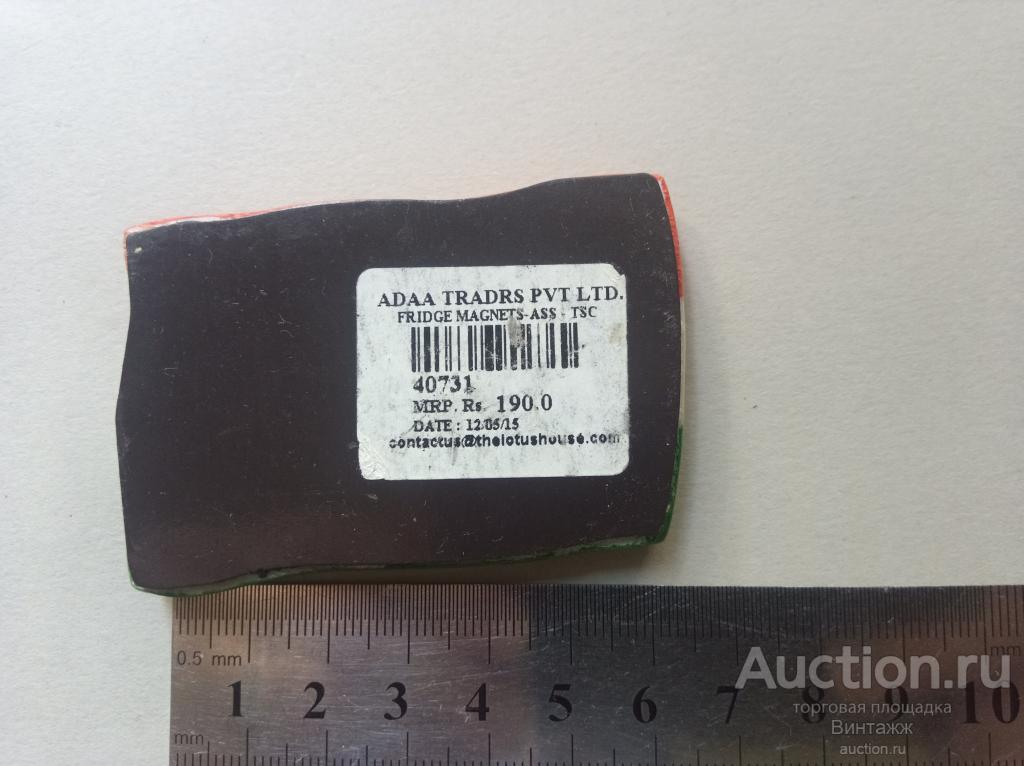 ADAA TRADRS PVT LTD.
FRIDGE MAGNETS-ASS - TSC
40731
MRP. Rs. 190.0
DATE : 12/05/15
contactus@thelotushouse.com
0.5 mm
mm
1 2 3 4 5 6 7 8 9 10
mm
Auction.ru
торговая площадка
Винтажж
auction.ru